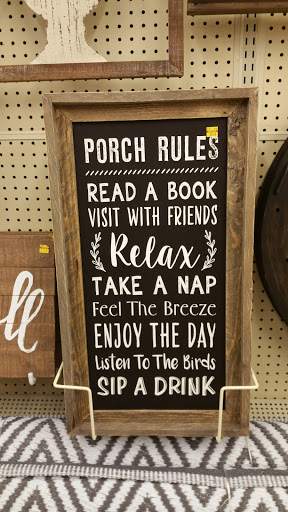 PORCH RULES
READ A BOOK
VISIT WITH FRIENDS
Relax
TAKE A NAP
Feel The Breeze
ENJOY THE DAY
Listen To The Birds
SIP A DRINK